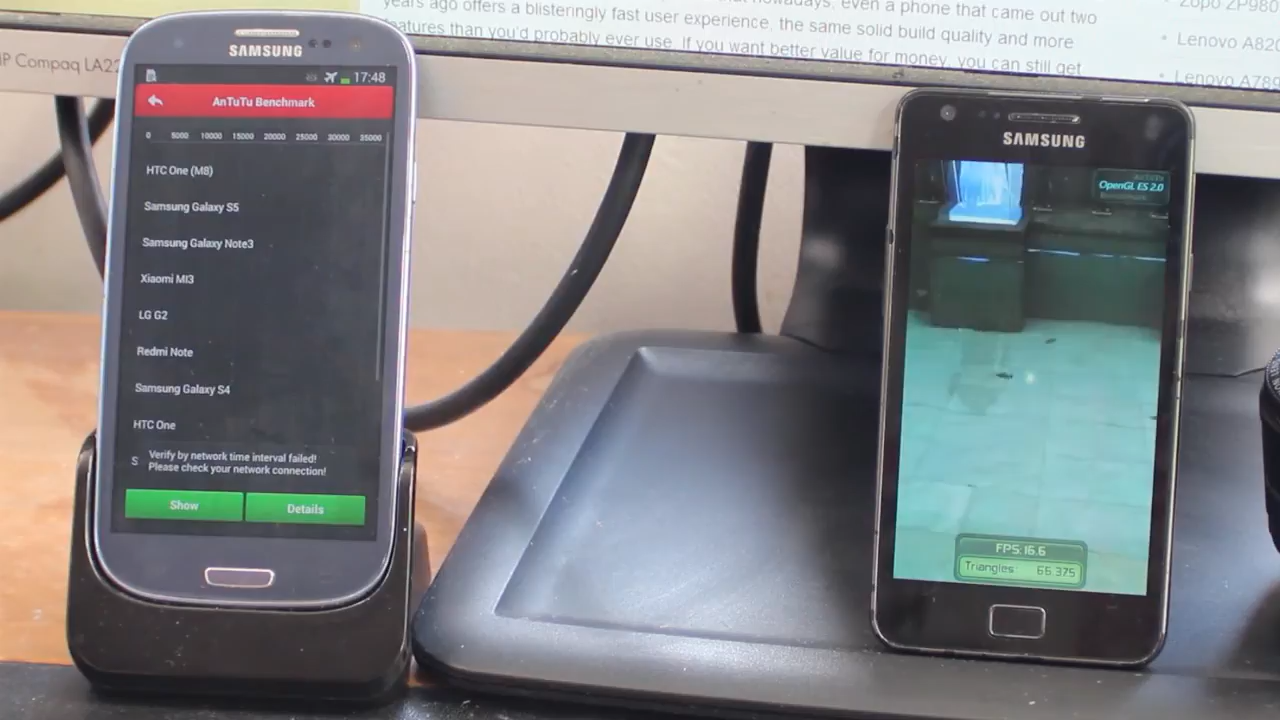 years ago offers a blisteringly fast user experience, the same solid build quality and more
features than you'd probably ever use. If you want better value for money, you can still get
Zopo ZP980
Lenovo A820
Lenovo A789
HP Compaq LA22
SAMSUNG
17:48
AnTuTu Benchmark
0 5000 10000 15000 20000 25000 30000 35000
HTC One (M8)
Samsung Galaxy S5
Samsung Galaxy Note3
Xiaomi MI3
LG G2
Redmi Note
Samsung Galaxy S4
HTC One
S
Verify by network time interval failed!
Please check your network connection!
Show
Details
SAMSUNG
AnTuTu
OpenGL ES 2.0
FPS:16.6
Triangles: 66.375